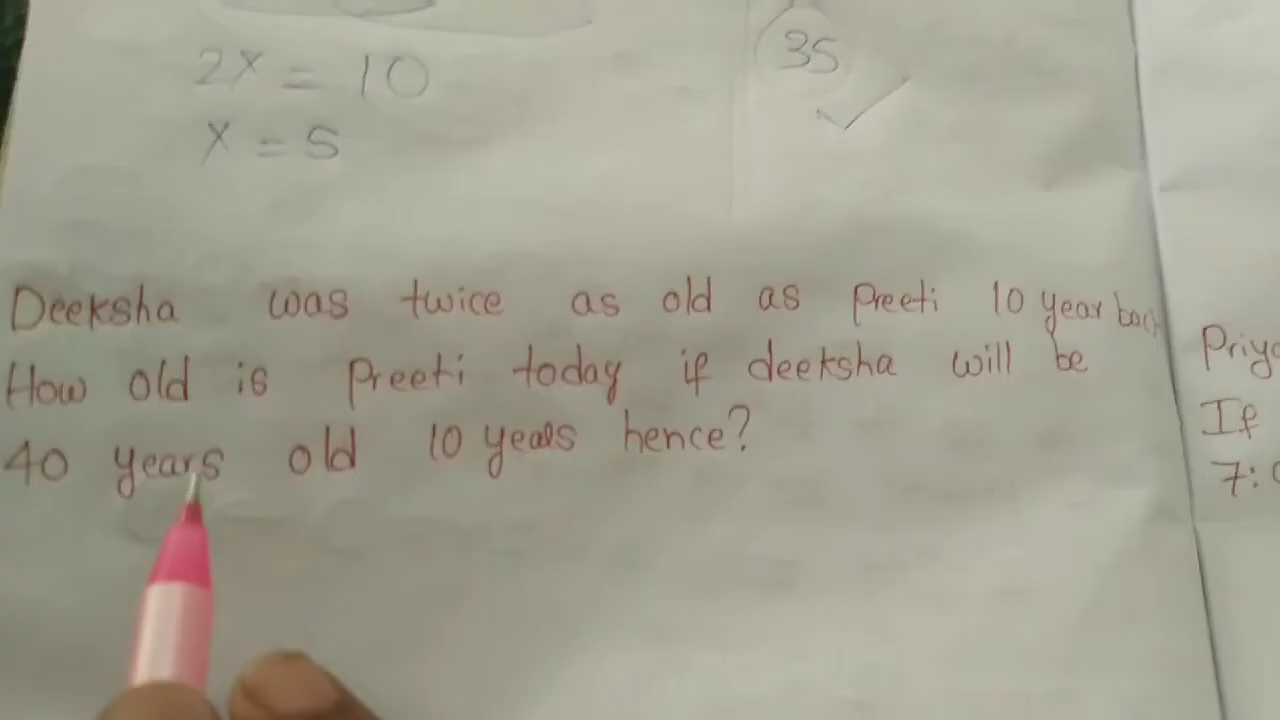 2x = 10
x = 5
35
Deeksha was twice as old as Preeti 10 year back
How old is Preeti today if deeksha will be
40 years old 10 years hence?
If
7: